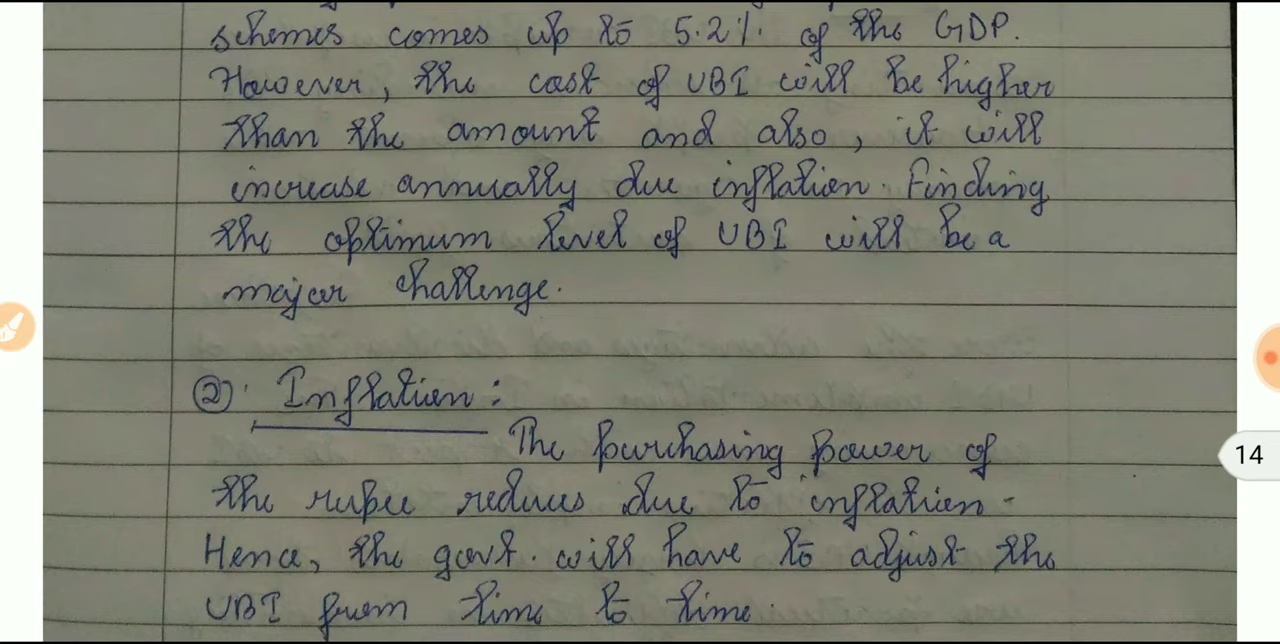 schemes comes up to 5.2%. of the GDP.
However, the cost of UBI will be higher
than the amount and also, it will
increase annually due inflation. Finding
the optimum level of UBI will be a
major challenge.
②. Inflation:
The purchasing power of
the rupee reduces due to inflation.
Hence, the govt. will have to adjust the
UBI from time to time.
14